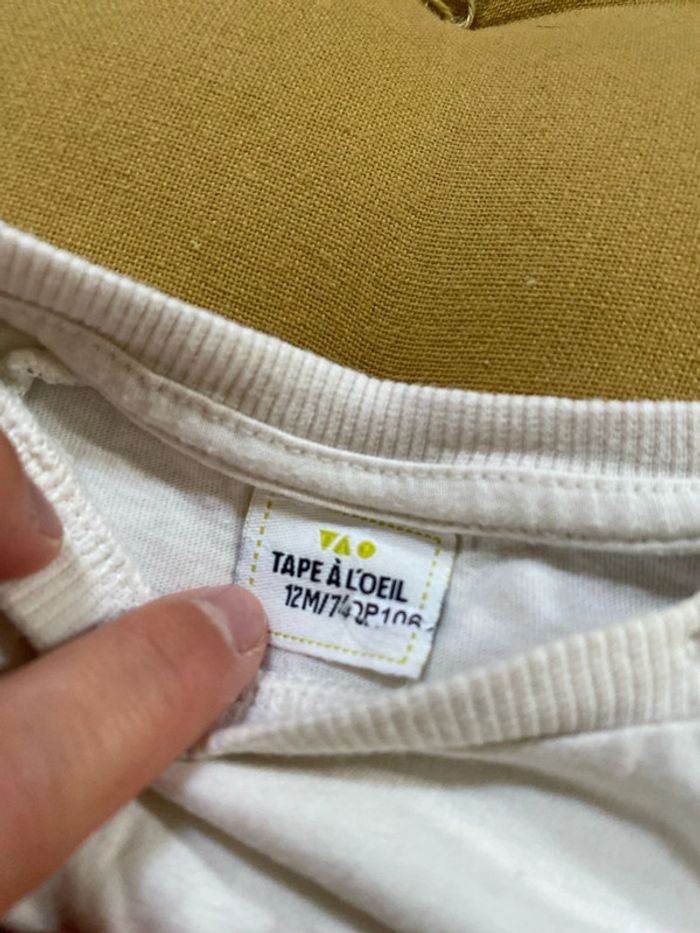 TAO
TAPE À L'OEIL
12M/74